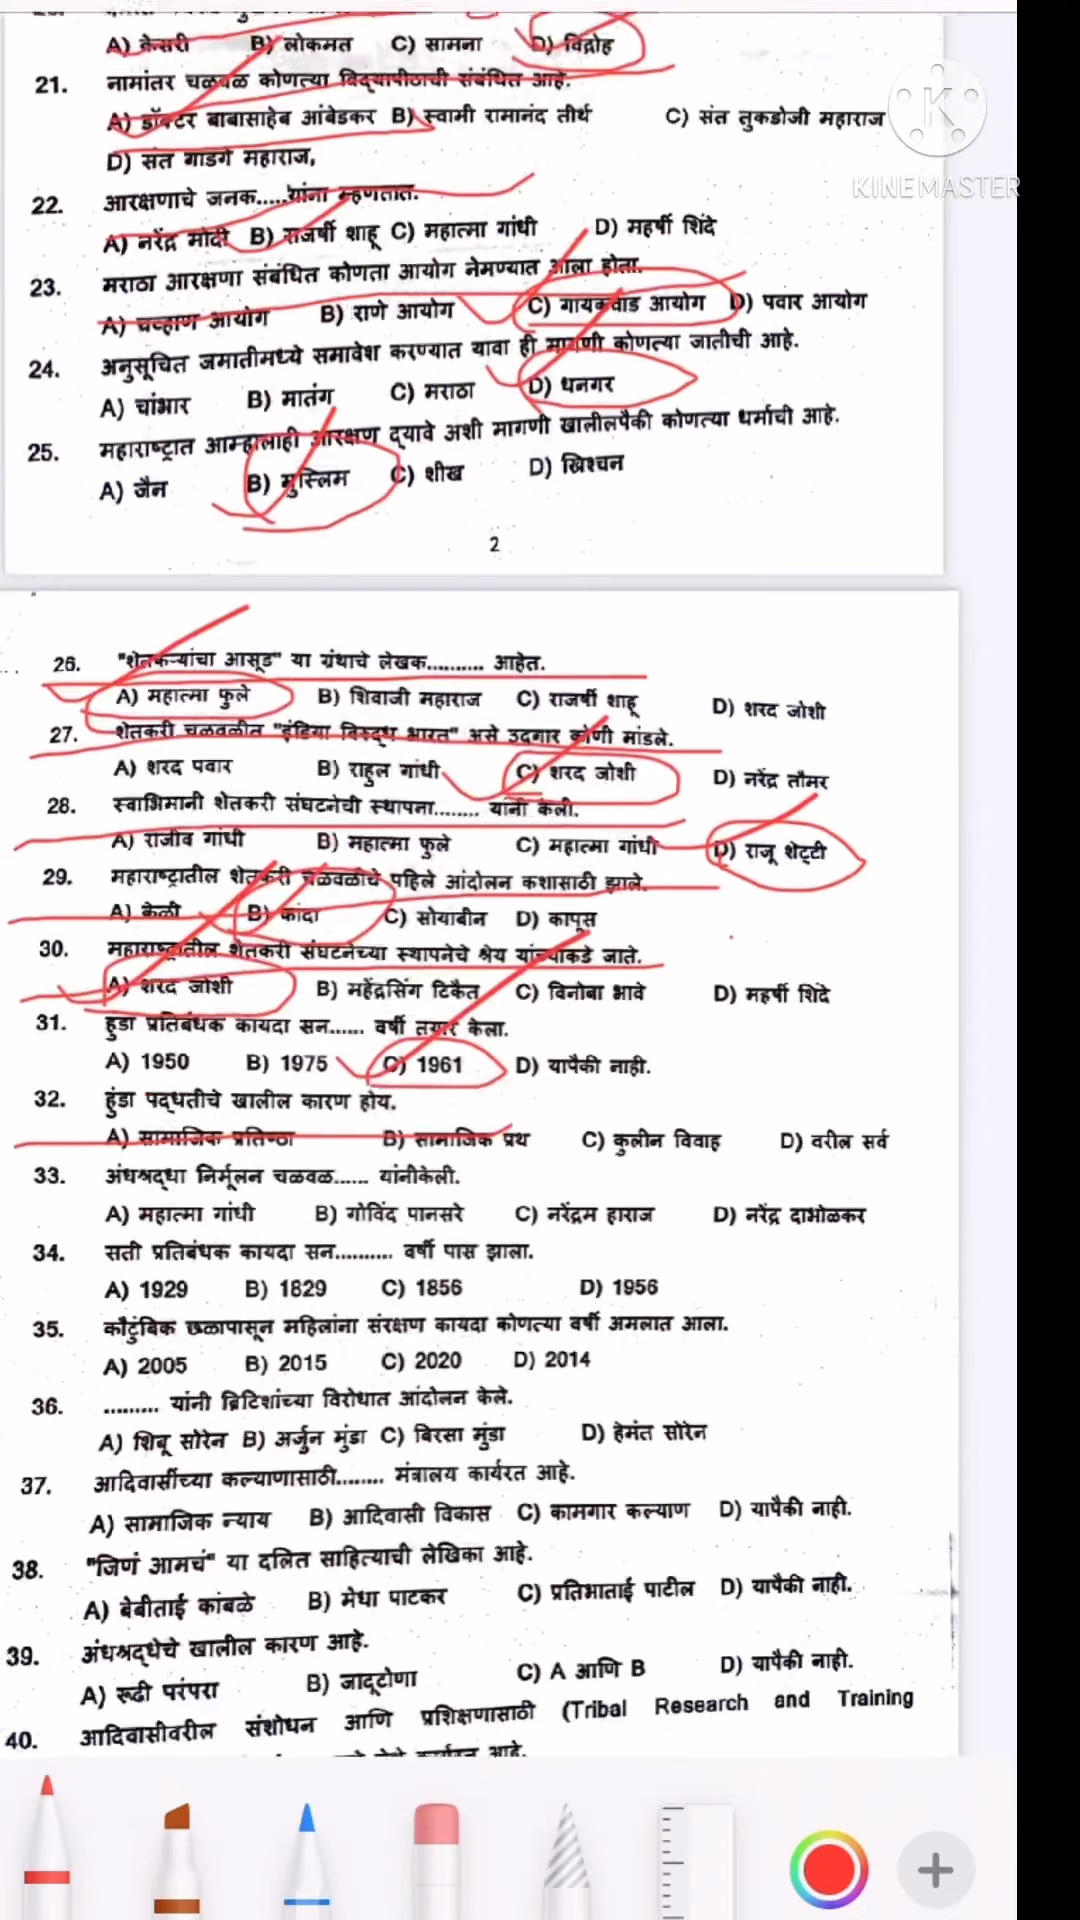 A) केसरी B) लोकमत C) सामना D) विद्रोह
21. नामांतर चळवळ कोणत्या विद्यापीठाची संबंधित आहे.
A) डॉक्टर बाबासाहेब आंबेडकर B) स्वामी रामानंद तीर्थ C) संत तुकडोजी महाराज
D) संत गाडगे महाराज,
22. आरक्षणाचे जनक.....यांना म्हणतात.
A) नरेंद्र मोदी B) राजर्षी शाहू C) महात्मा गांधी D) महर्षी शिंदे
23. मराठा आरक्षणा संबंधित कोणता आयोग नेमण्यात आला होता.
A) चव्हाण आयोग B) राणे आयोग C) गायकवाड आयोग D) पवार आयोग
24. अनुसूचित जमातीमध्ये समावेश करण्यात यावा ही मागणी कोणत्या जातीची आहे.
A) चांभार B) मातंग C) मराठा D) धनगर
25. महाराष्ट्रात आम्हालाही आरक्षण द्यावे अशी मागणी खालीलपैकी कोणत्या धर्माची आहे.
A) जैन B) मुस्लिम C) शीख D) ख्रिश्चन
2
26. "शेतकऱ्यांचा आसूड" या ग्रंथाचे लेखक.......... आहेत.
A) महात्मा फुले B) शिवाजी महाराज C) राजर्षी शाहू D) शरद जोशी
27. शेतकरी चळवळीत "इंडिया विरुद्ध भारत" असे उदगार कोणी मांडले.
A) शरद पवार B) राहुल गांधी C) शरद जोशी D) नरेंद्र तौमर
28. स्वाभिमानी शेतकरी संघटनेची स्थापना........ यांनी केली.
A) राजीव गांधी B) महात्मा फुले C) महात्मा गांधी D) राजू शेट्टी
29. महाराष्ट्रातील शेतकरी चळवळीचे पहिले आंदोलन कशासाठी झाले.
A) केळी B) कांदा C) सोयाबीन D) कापूस
30. महाराष्ट्रातील शेतकरी संघटनेच्या स्थापनेचे श्रेय यांच्याकडे जाते.
A) शरद जोशी B) महेंद्रसिंग टिकैत C) विनोबा भावे D) महर्षी शिंदे
31. हुडा प्रतिबंधक कायदा सन...... वर्षी तयार केला.
A) 1950 B) 1975 C) 1961 D) यापैकी नाही.
32. हुंडा पद्धतीचे खालील कारण होय.
A) सामाजिक प्रतिष्ठा B) सामाजिक प्रथ C) कुलीन विवाह D) वरील सर्व
33. अंधश्रद्धा निर्मूलन चळवळ...... यांनीकेली.
A) महात्मा गांधी B) गोविंद पानसरे C) नरेंद्रम हाराज D) नरेंद्र दाभोळकर
34. सती प्रतिबंधक कायदा सन.......... वर्षी पास झाला.
A) 1929 B) 1829 C) 1856 D) 1956
35. कौटुंबिक छळापासून महिलांना संरक्षण कायदा कोणत्या वर्षी अमलात आला.
A) 2005 B) 2015 C) 2020 D) 2014
36. ......... यांनी ब्रिटिशांच्या विरोधात आंदोलन केले.
A) शिबू सोरेन B) अर्जुन मुंडा C) बिरसा मुंडा D) हेमंत सोरेन
37. आदिवासींच्या कल्याणासाठी........ मंत्रालय कार्यरत आहे.
A) सामाजिक न्याय B) आदिवासी विकास C) कामगार कल्याण D) यापैकी नाही.
38. "जिणं आमचं" या दलित साहित्याची लेखिका आहे.
A) बेबीताई कांबळे B) मेधा पाटकर C) प्रतिभाताई पाटील D) यापैकी नाही.
39. अंधश्रद्धेचे खालील कारण आहे.
A) रूढी परंपरा B) जादूटोणा C) A आणि B D) यापैकी नाही.
40. आदिवासीवरील संशोधन आणि प्रशिक्षणासाठी (Tribal Research and Training
K
KINEMASTER